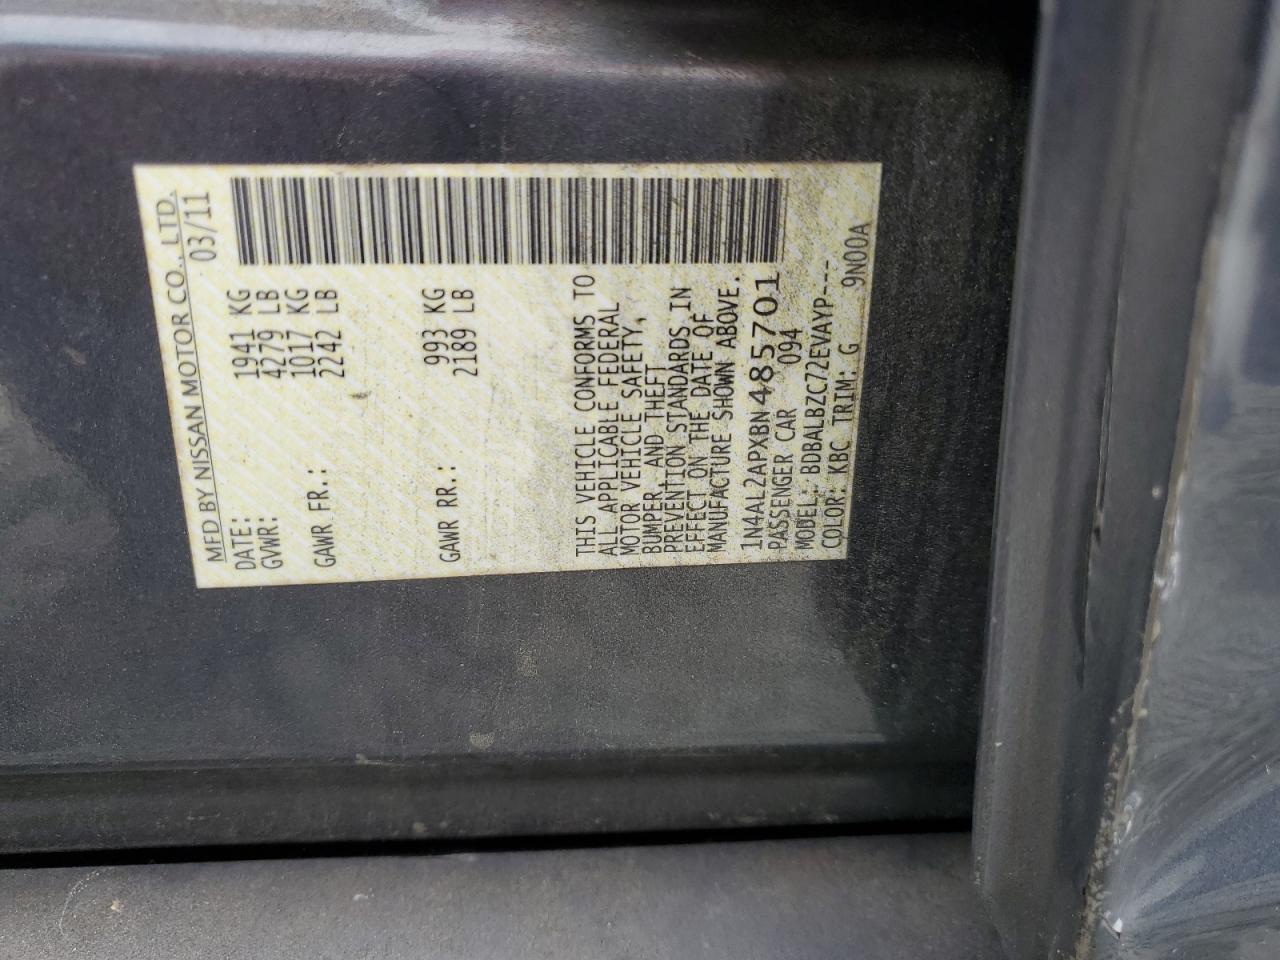 MFD BY NISSAN MOTOR CO., LTD.
DATE: 03/11
GVWR: 1941 KG
4279 LB
GAWR FR.: 1017 KG
2242 LB
GAWR RR.: 993 KG
2189 LB
THIS VEHICLE CONFORMS TO
ALL APPLICABLE FEDERAL
MOTOR VEHICLE SAFETY,
BUMPER, AND THEFT
PREVENTION STANDARDS IN
EFFECT ON THE DATE OF
MANUFACTURE SHOWN ABOVE.
1N4AL2APXBN485701
PASSENGER CAR 094
MODEL: BDBALBZC72EVAYP----
COLOR: KBC TRIM: G 9N00A